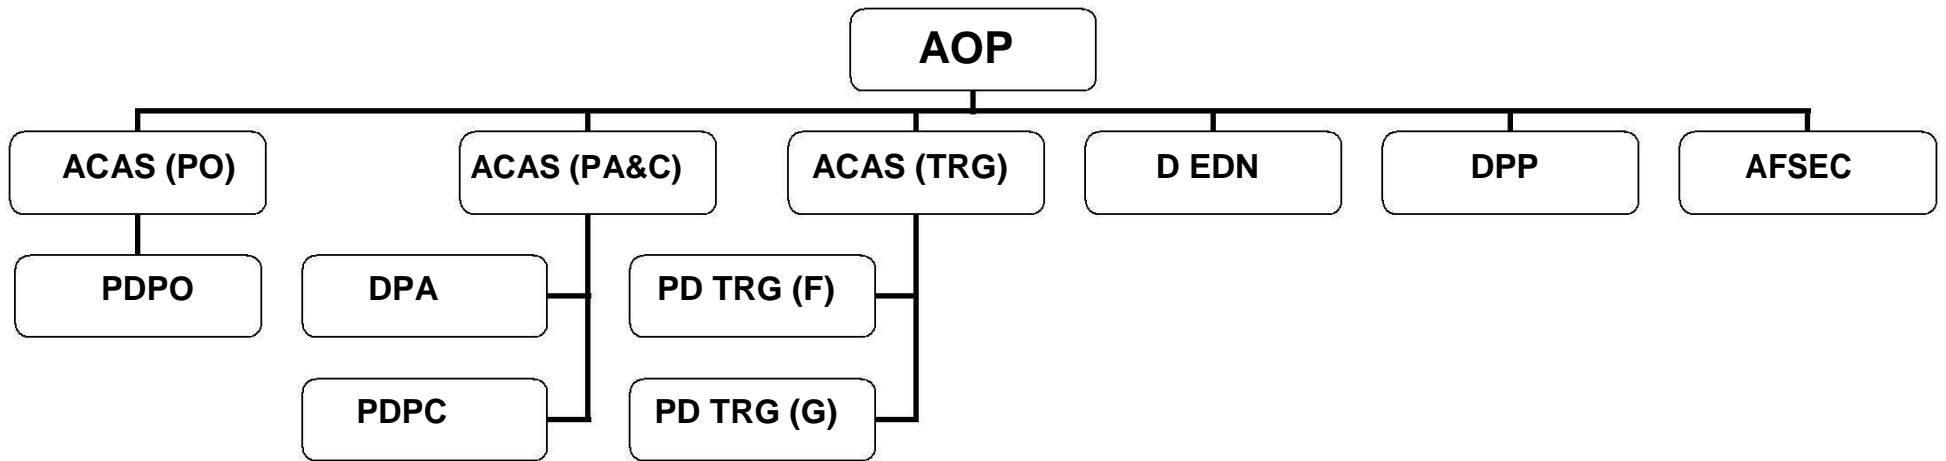 AOP
ACAS (PO)
ACAS (PA&C)
ACAS (TRG)
D EDN
DPP
AFSEC
PDPO
DPA
PD TRG (F)
PDPC
PD TRG (G)